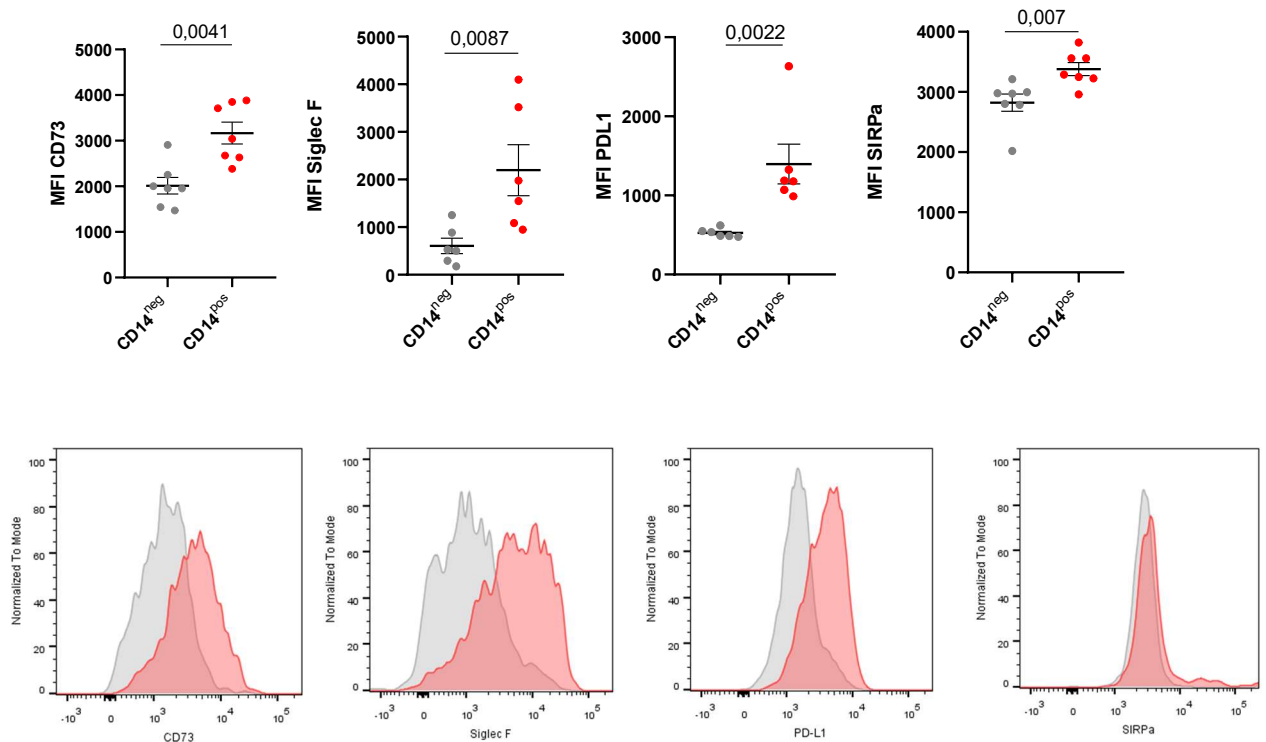 0,0041
MFI CD73
5000
4000
3000
2000
1000
0
CD14neg
CD14pos
0,0087
MFI Siglec F
5000
4000
3000
2000
1000
0
CD14neg
CD14pos
0,0022
MFI PDL1
3000
2000
1000
0
CD14neg
CD14pos
0,007
MFI SIRPa
4000
3000
2000
1000
0
CD14neg
CD14pos
Normalized To Mode
100
80
60
40
20
0
-10³ 0 10³ 10⁴ 10⁵
CD73
Normalized To Mode
100
80
60
40
20
0
-10³ 0 10³ 10⁴ 10⁵
Siglec F
Normalized To Mode
100
80
60
40
20
0
-10³ 0 10³ 10⁴ 10⁵
PD-L1
Normalized To Mode
100
80
60
40
20
0
-10³ 0 10³ 10⁴ 10⁵
SIRPa